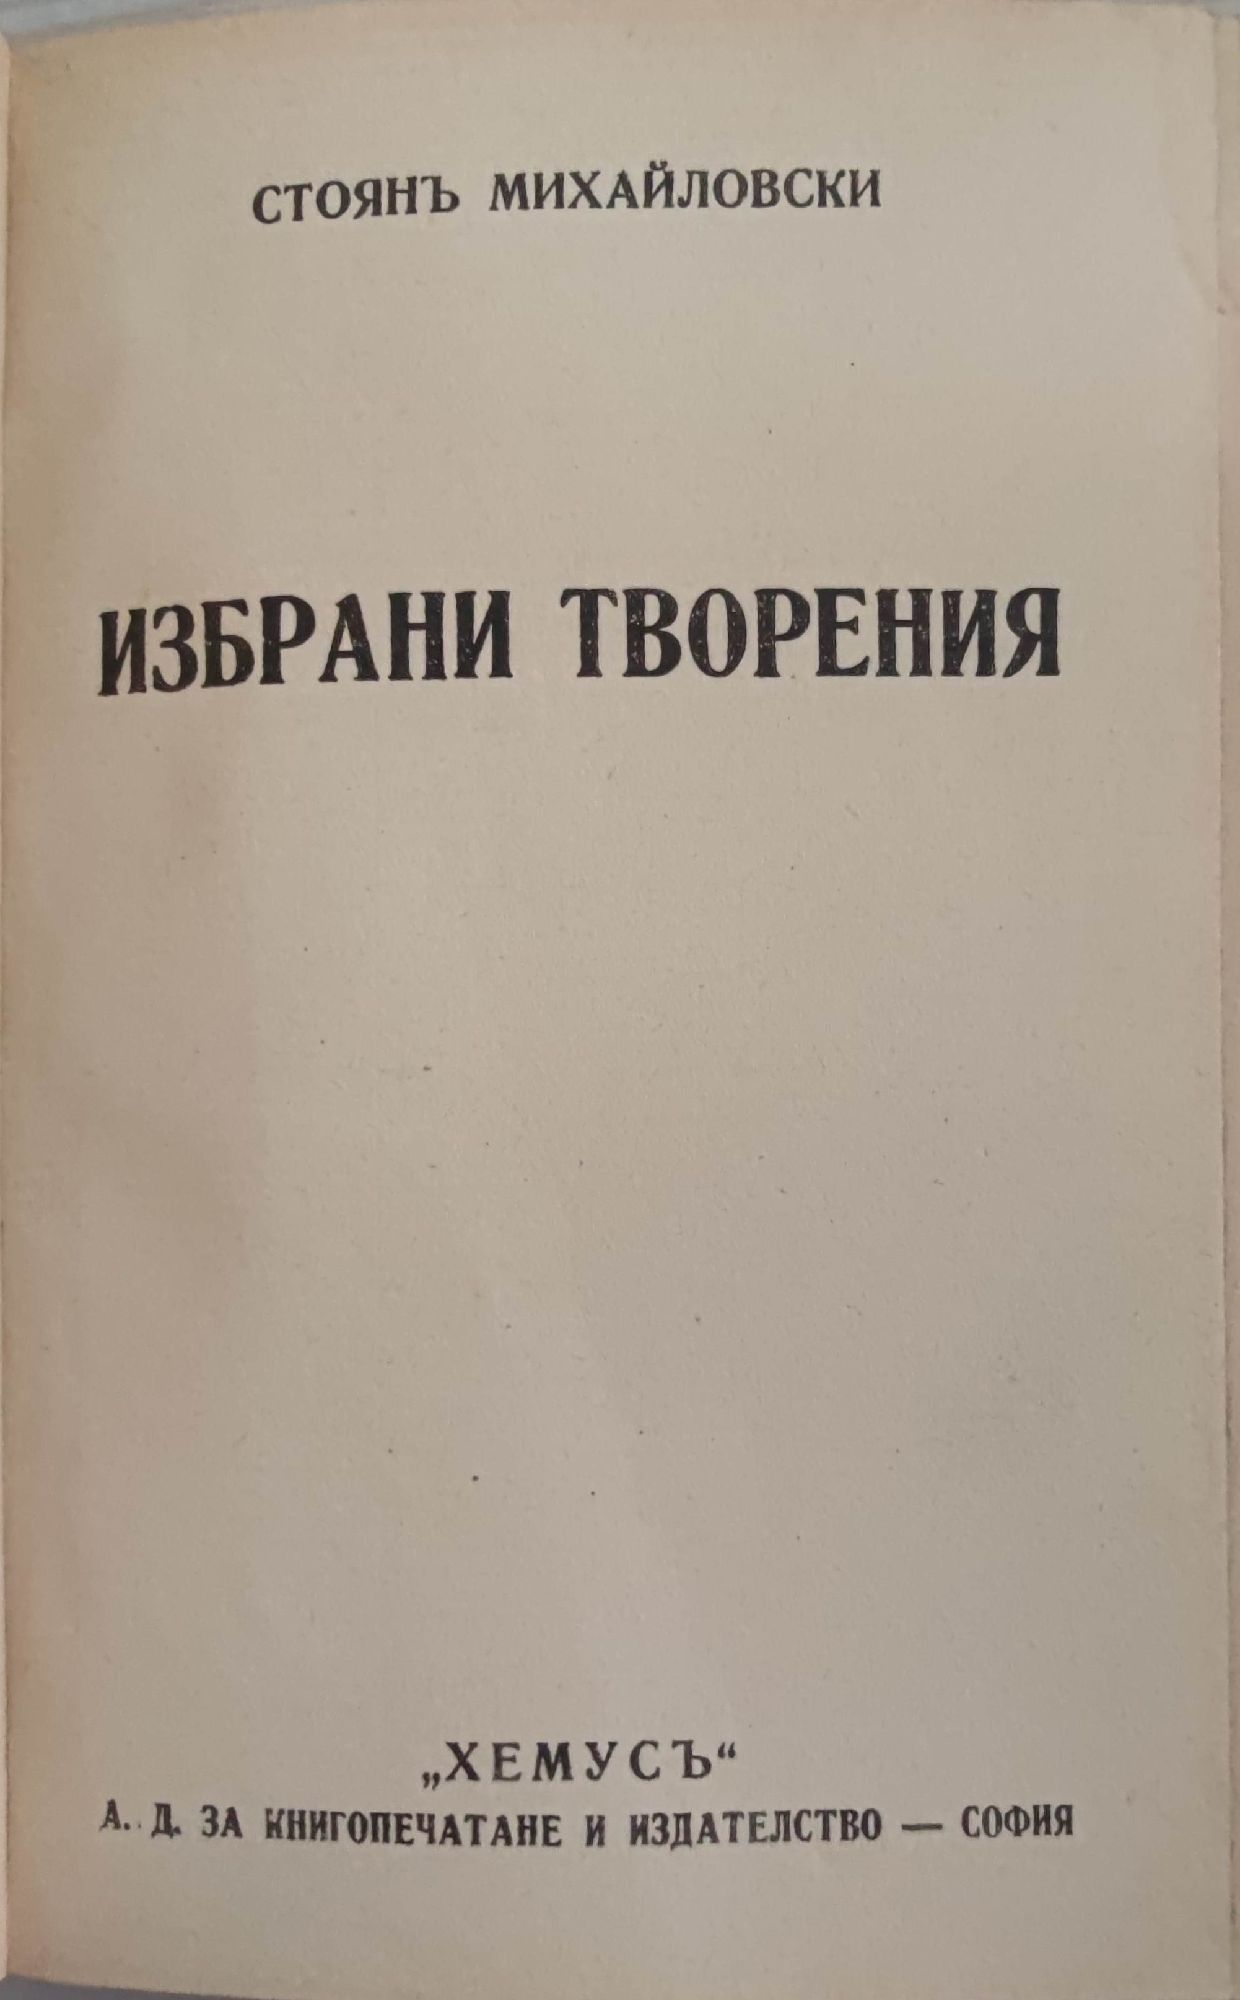 СТОЯНЪ МИХАЙЛОВСКИ
ИЗБРАНИ ТВОРЕНИЯ
„ХЕМУСЪ“
А. Д. ЗА КНИГОПЕЧАТАНЕ И ИЗДАТЕЛСТВО — СОФИЯ